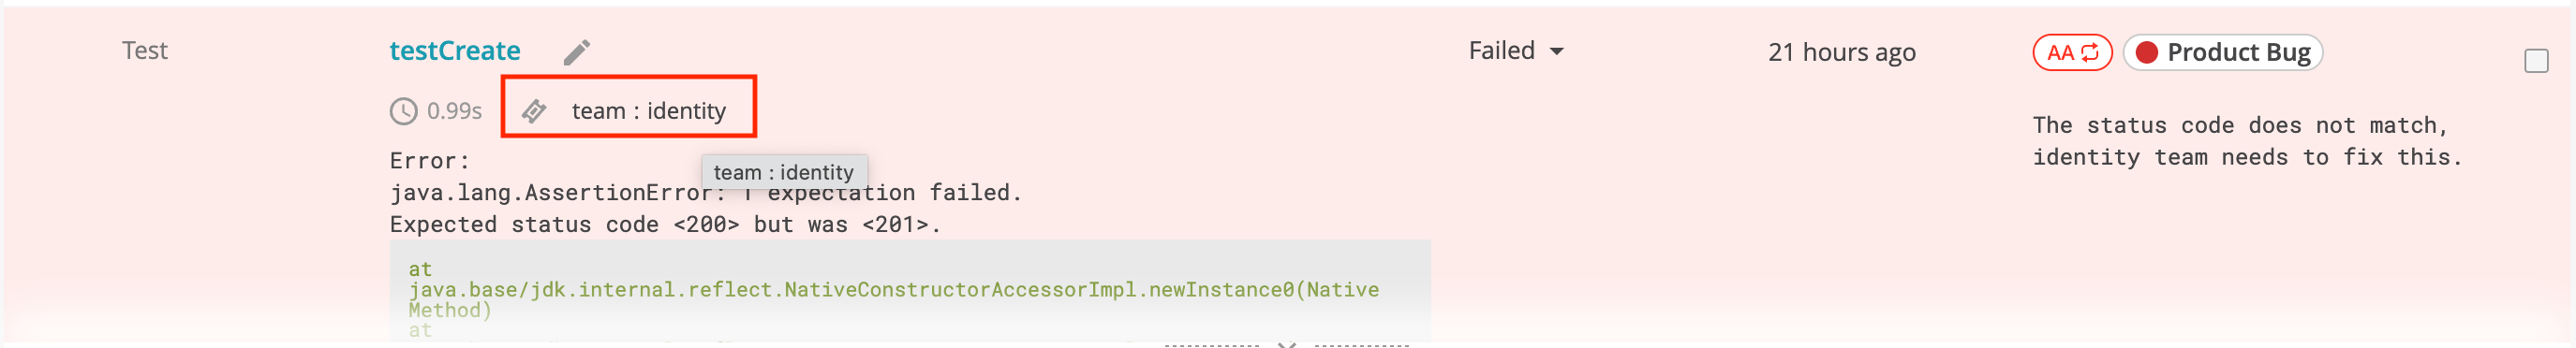 Test
testCreate
Failed
21 hours ago
AA
Product Bug
0.99s
team : identity
The status code does not match,
identity team needs to fix this.
Error:
team : identity
java.lang.AssertionError: 1 expectation failed.
Expected status code <200> but was <201>.
at
java.base/jdk.internal.reflect.NativeConstructorAccessorImpl.newInstance0(Native
Method)
at